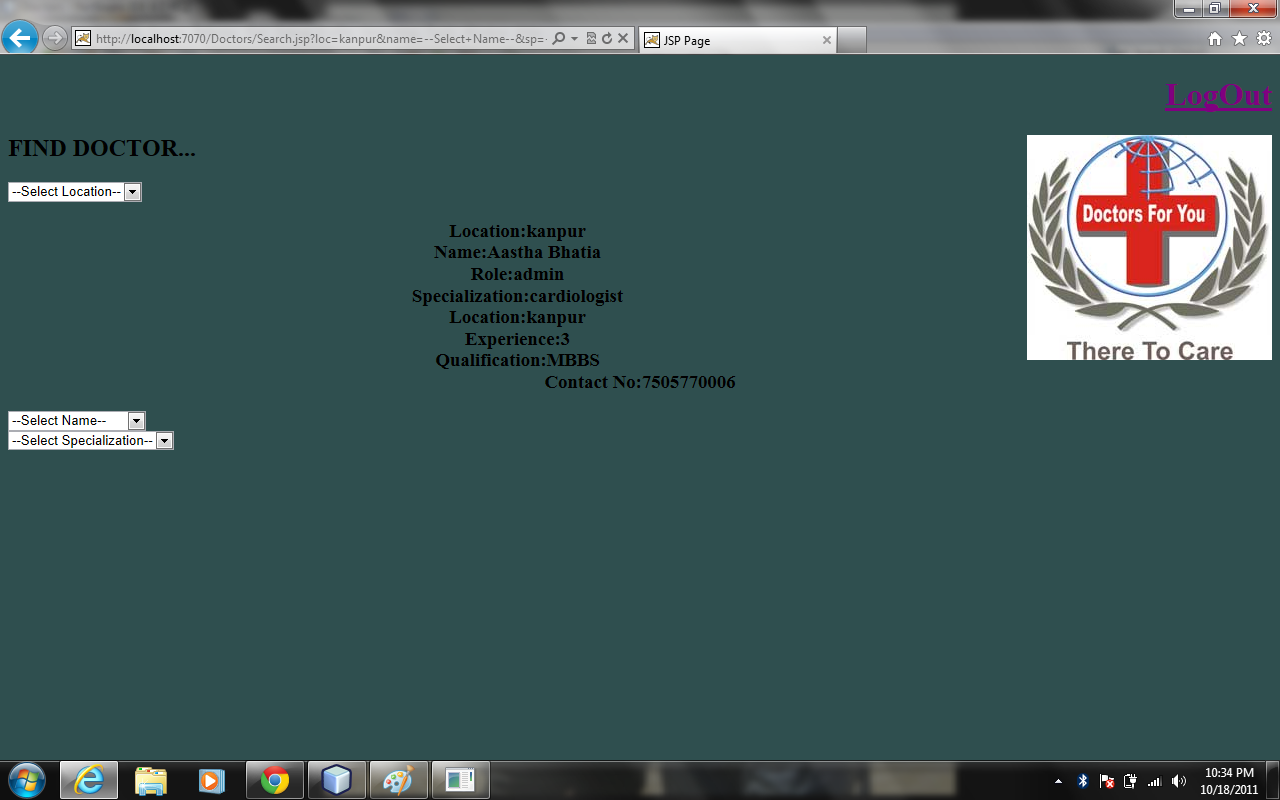 http://localhost:7070/Doctors/Search.jsp?loc=kanpur&name=--Select+Name--&sp=-
JSP Page
LogOut
FIND DOCTOR...
Doctors For You
There To Care
--Select Location--
Location:kanpur
Name:Aastha Bhatia
Role:admin
Specialization:cardiologist
Location:kanpur
Experience:3
Qualification:MBBS
Contact No:7505770006
--Select Name--
--Select Specialization--
10:34 PM
10/18/2011